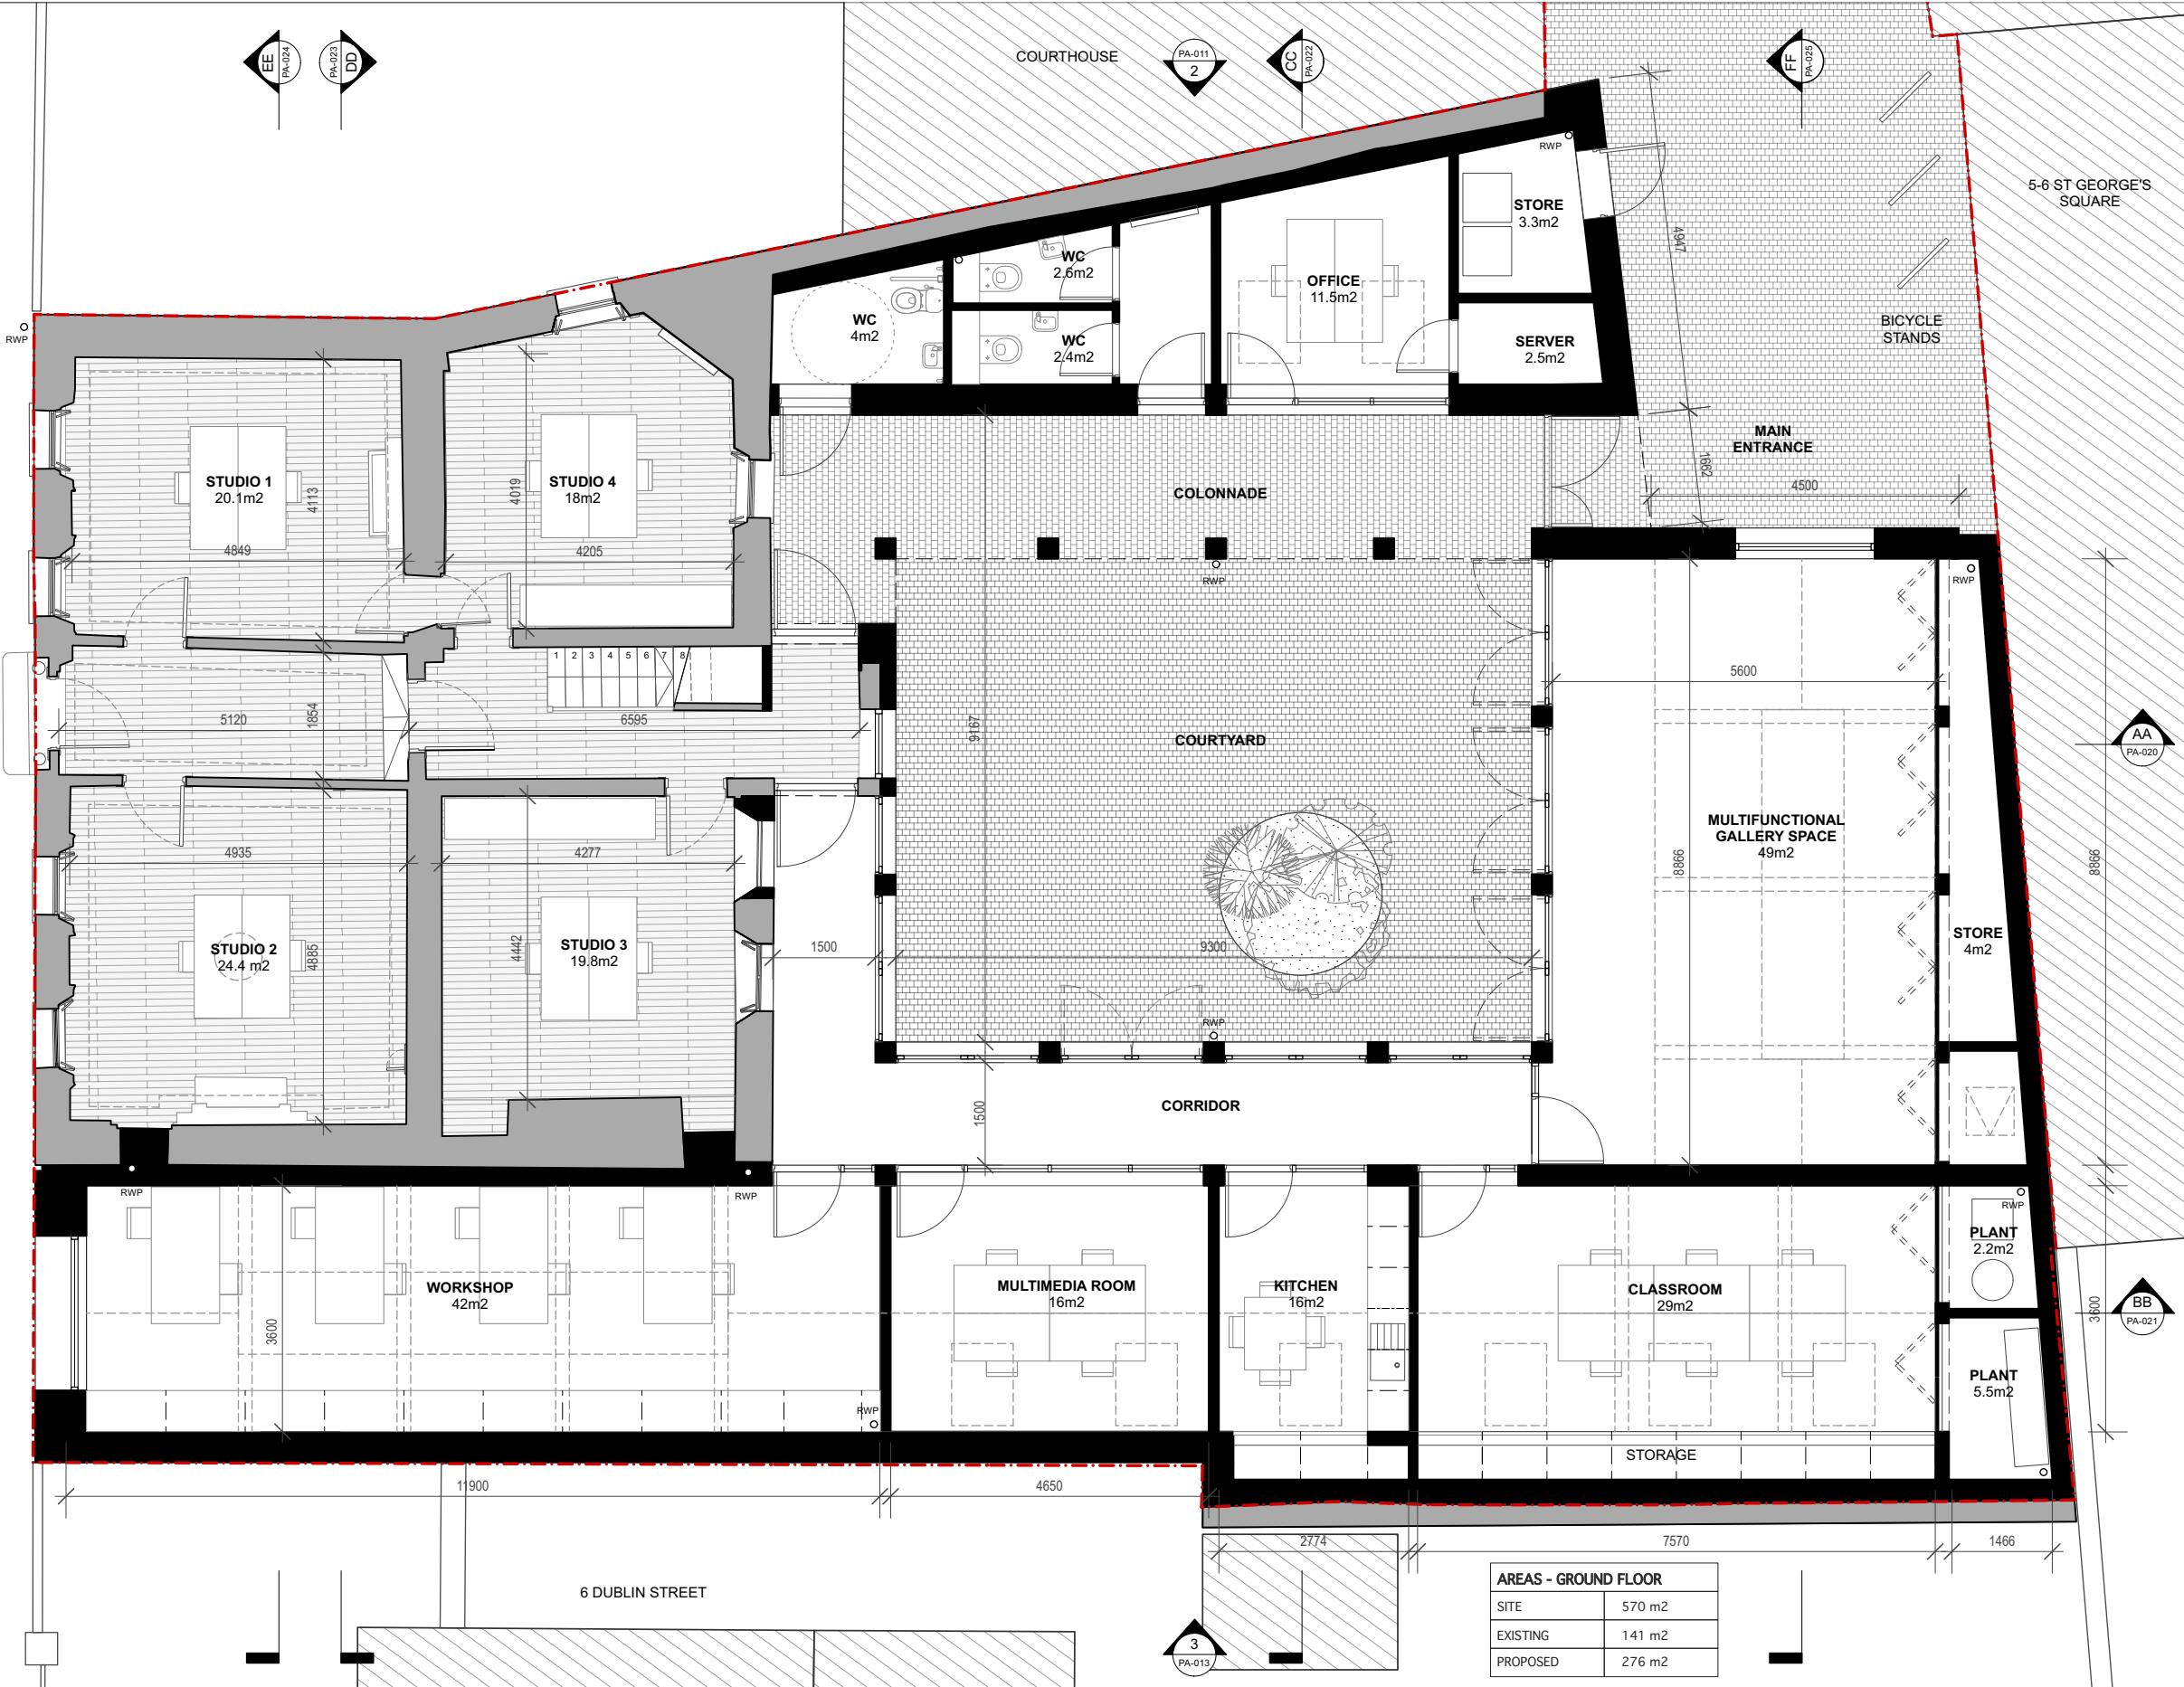 EE
PA-024
PA-023
DD
COURTHOUSE
PA-011
2
CC
PA-022
FF
PA-025
5-6 ST GEORGE'S
SQUARE
RWP
STORE
3.3m2
4947
WC
2.6m2
OFFICE
11.5m2
BICYCLE
STANDS
RWP
WC
4m2
WC
2.4m2
SERVER
2.5m2
MAIN
ENTRANCE
1662
4500
STUDIO 1
20.1m2
4113
4849
STUDIO 4
18m2
4019
4205
COLONNADE
RWP
RWP
1 2 3 4 5 6 7 8
5120
1854
6595
9167
COURTYARD
5600
AA
PA-020
MULTIFUNCTIONAL
GALLERY SPACE
49m2
8866
8866
4935
4277
STUDIO 2
24.4 m2
4885
STUDIO 3
19.8m2
4442
1500
9300
STORE
4m2
RWP
CORRIDOR
1500
RWP
RWP
RWP
PLANT
2.2m2
WORKSHOP
42m2
3600
MULTIMEDIA ROOM
16m2
KITCHEN
16m2
CLASSROOM
29m2
3600
BB
PA-021
PLANT
5.5m2
RWP
STORAGE
11900
4650
2774
7570
1466
6 DUBLIN STREET
3
PA-013
AREAS - GROUND FLOOR
SITE 570 m2
EXISTING 141 m2
PROPOSED 276 m2